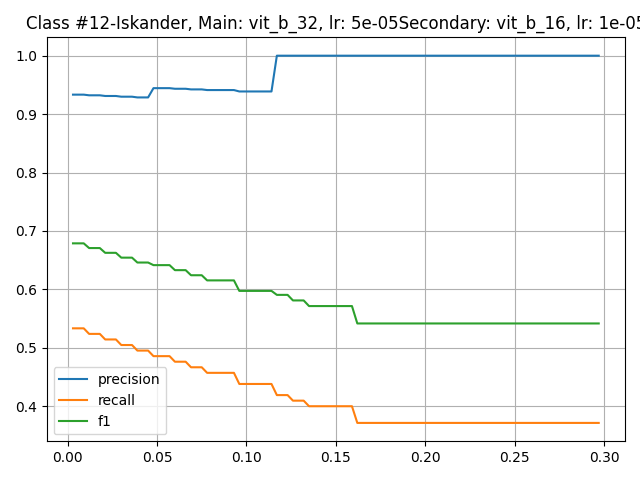 Class #12-Iskander, Main: vit_b_32, lr: 5e-05Secondary: vit_b_16, lr: 1e-05
1.0
0.9
0.8
0.7
0.6
0.5
0.4
precision
recall
f1
0.00 0.05 0.10 0.15 0.20 0.25 0.30